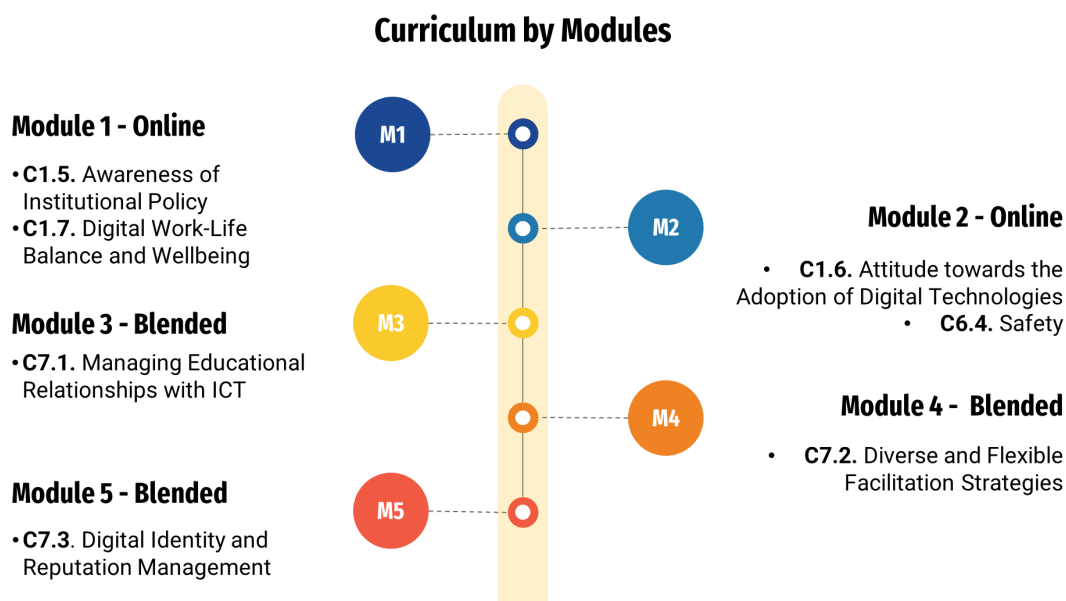 Curriculum by Modules
Module 1 - Online
M1
•C1.5. Awareness of
Institutional Policy
•C1.7. Digital Work-Life
Balance and Wellbeing
M2
Module 2 - Online
• C1.6. Attitude towards the
Adoption of Digital Technologies
• C6.4. Safety
Module 3 - Blended
M3
•C7.1. Managing Educational
Relationships with ICT
M4
Module 4 - Blended
• C7.2. Diverse and Flexible
Facilitation Strategies
Module 5 - Blended
M5
•C7.3. Digital Identity and
Reputation Management